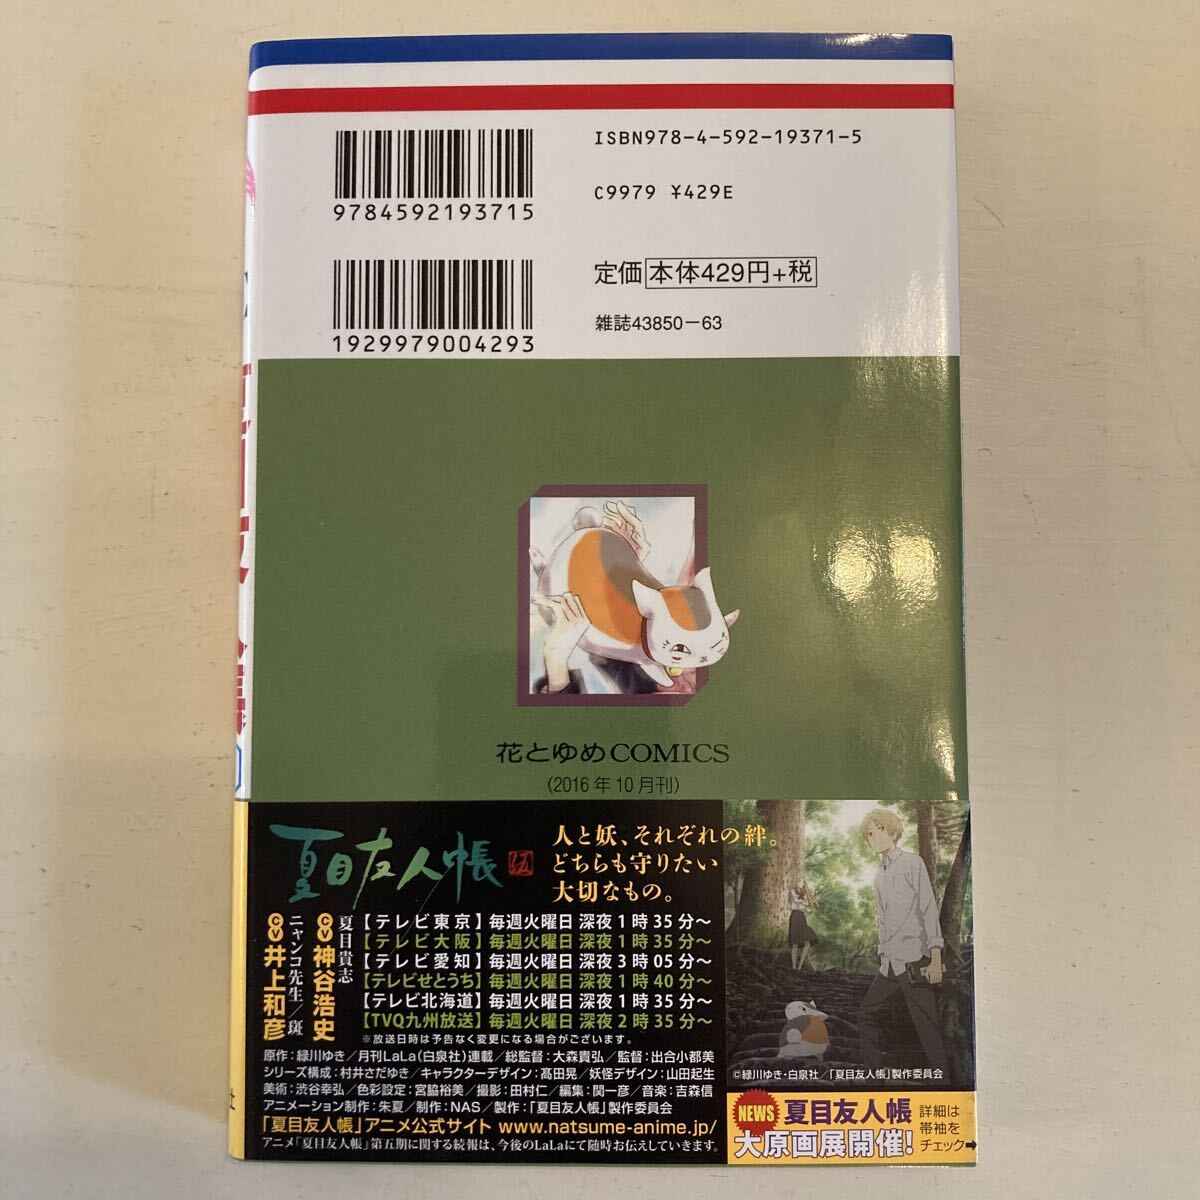 ISBN978-4-592-19371-5
C9979 ¥429E
9784592193715
定価 本体429円+税
雑誌43850-63
1929979004293
花とゆめCOMICS
(2016年10月刊)
夏目友人帳 伍
人と妖、それぞれの絆。
どちらも守りたい
大切なもの。
夏目貴志
CV 神谷浩史
ニャンコ先生/斑
CV 井上和彦
【テレビ東京】毎週火曜日 深夜1時35分〜
【テレビ大阪】毎週火曜日 深夜1時35分〜
【テレビ愛知】毎週火曜日 深夜3時05分〜
【テレビせとうち】毎週火曜日 深夜1時40分〜
【テレビ北海道】毎週火曜日 深夜1時35分〜
【TVQ九州放送】毎週火曜日 深夜2時35分〜
※放送日時は予告なく変更になる場合がございます。
原作:緑川ゆき/月刊LaLa(白泉社)連載/総監督:大森貴弘/監督:出合小都美
シリーズ構成:村井さだゆき/キャラクターデザイン:髙田晃/妖怪デザイン:山田起生
美術:渋谷幸弘/色彩設定:宮脇裕美/撮影:田村仁/編集:関一彦/音楽:吉森信
アニメーション制作:朱夏/制作:NAS/製作:「夏目友人帳」製作委員会
「夏目友人帳」アニメ公式サイト www.natsume-anime.jp/
アニメ「夏目友人帳」第五期に関する続報は、今後のLaLaにて随時お伝えしていきます。
©緑川ゆき・白泉社/「夏目友人帳」製作委員会
NEWS 夏目友人帳
大原画展開催!
詳細は
帯袖を
チェック➡
社